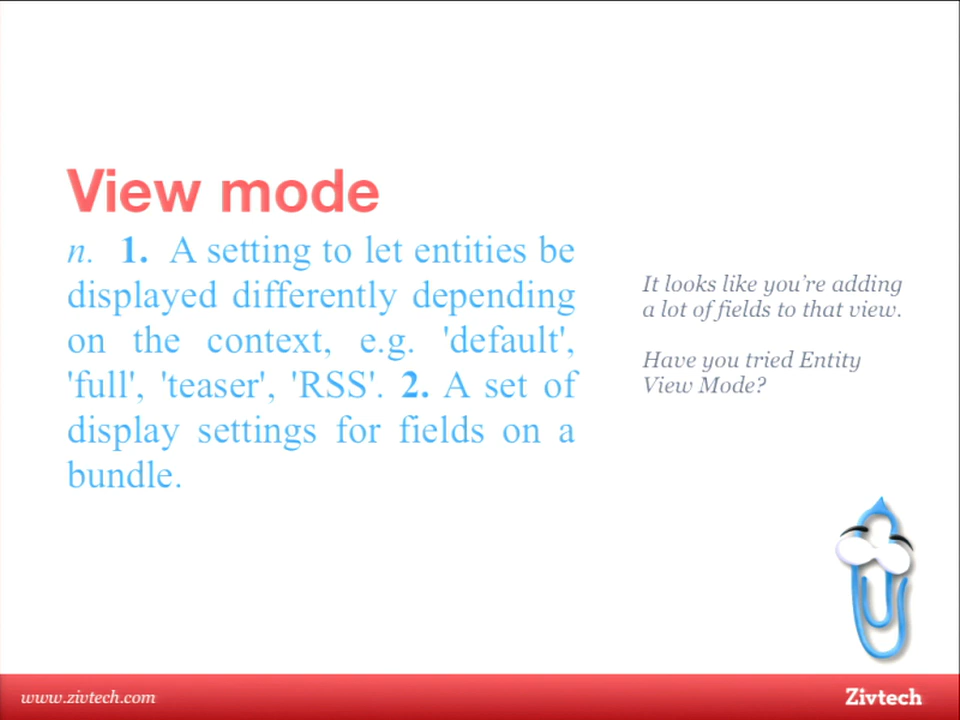 View mode
n. 1. A setting to let entities be
displayed differently depending
on the context, e.g. 'default',
'full', 'teaser', 'RSS'. 2. A set of
display settings for fields on a
bundle.
It looks like you're adding
a lot of fields to that view.
Have you tried Entity
View Mode?
www.zivtech.com
Zivtech